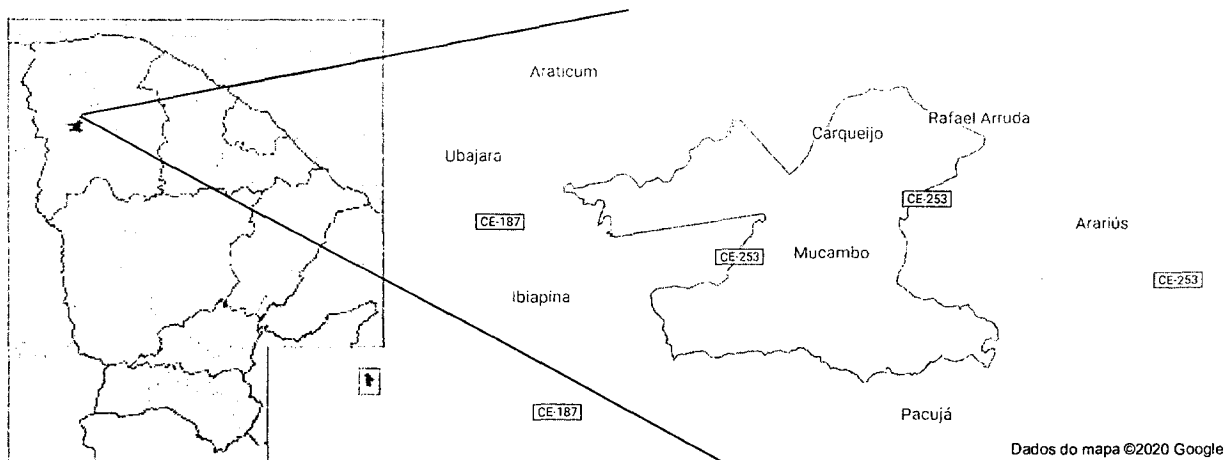 Araticum
Carqueijo
Rafael Arruda
Ubajara
CE-253
CE-187
Arariús
CE-253
Mucambo
CE-253
Ibiapina
CE-187
Pacujá
Dados do mapa ©2020 Google